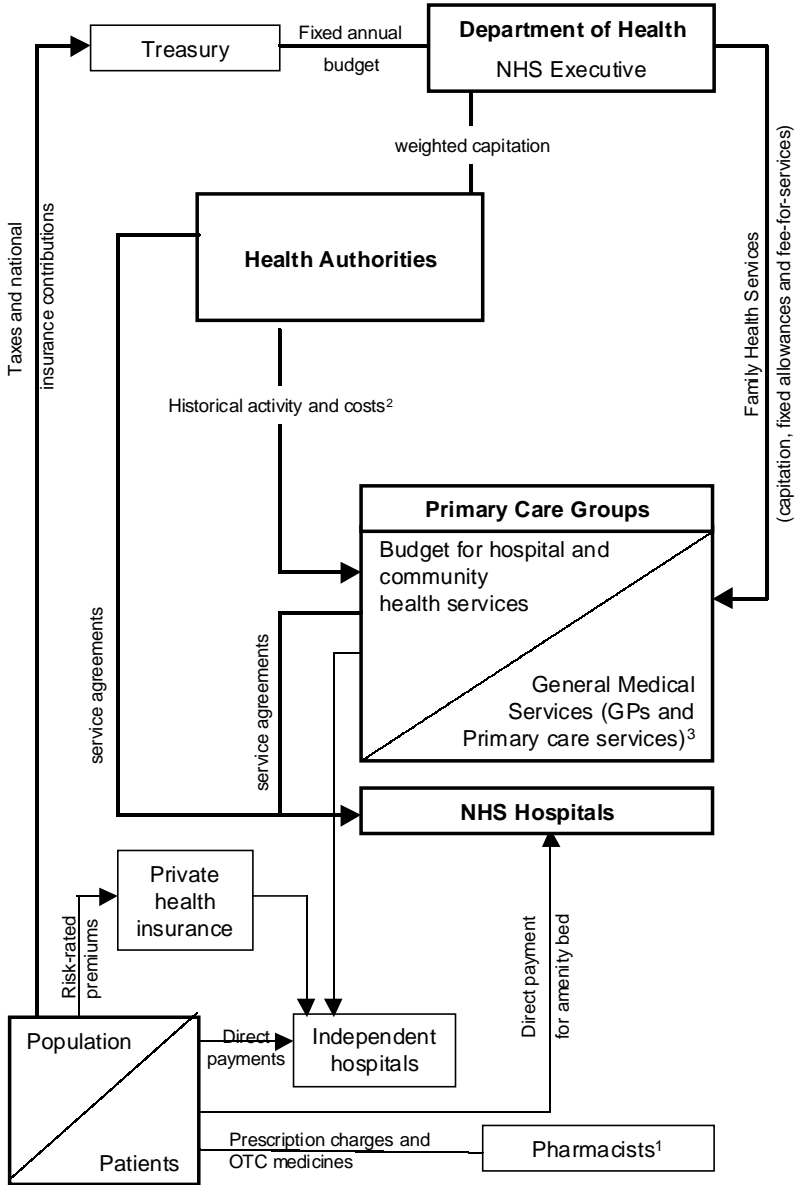 Treasury
Fixed annual
budget
Department of Health
NHS Executive
weighted capitation
Taxes and national
insurance contributions
Health Authorities
Family Health Services
(capitation, fixed allowances and fee-for-services)
Historical activity and costs²
Primary Care Groups
Budget for hospital and
community
health services
General Medical
Services (GPs and
Primary care services)³
service agreements
service agreements
NHS Hospitals
Private
health
insurance
Risk-rated
premiums
Direct payment
for amenity bed
Population
Patients
Direct
payments
Independent
hospitals
Prescription charges and
OTC medicines
Pharmacists¹